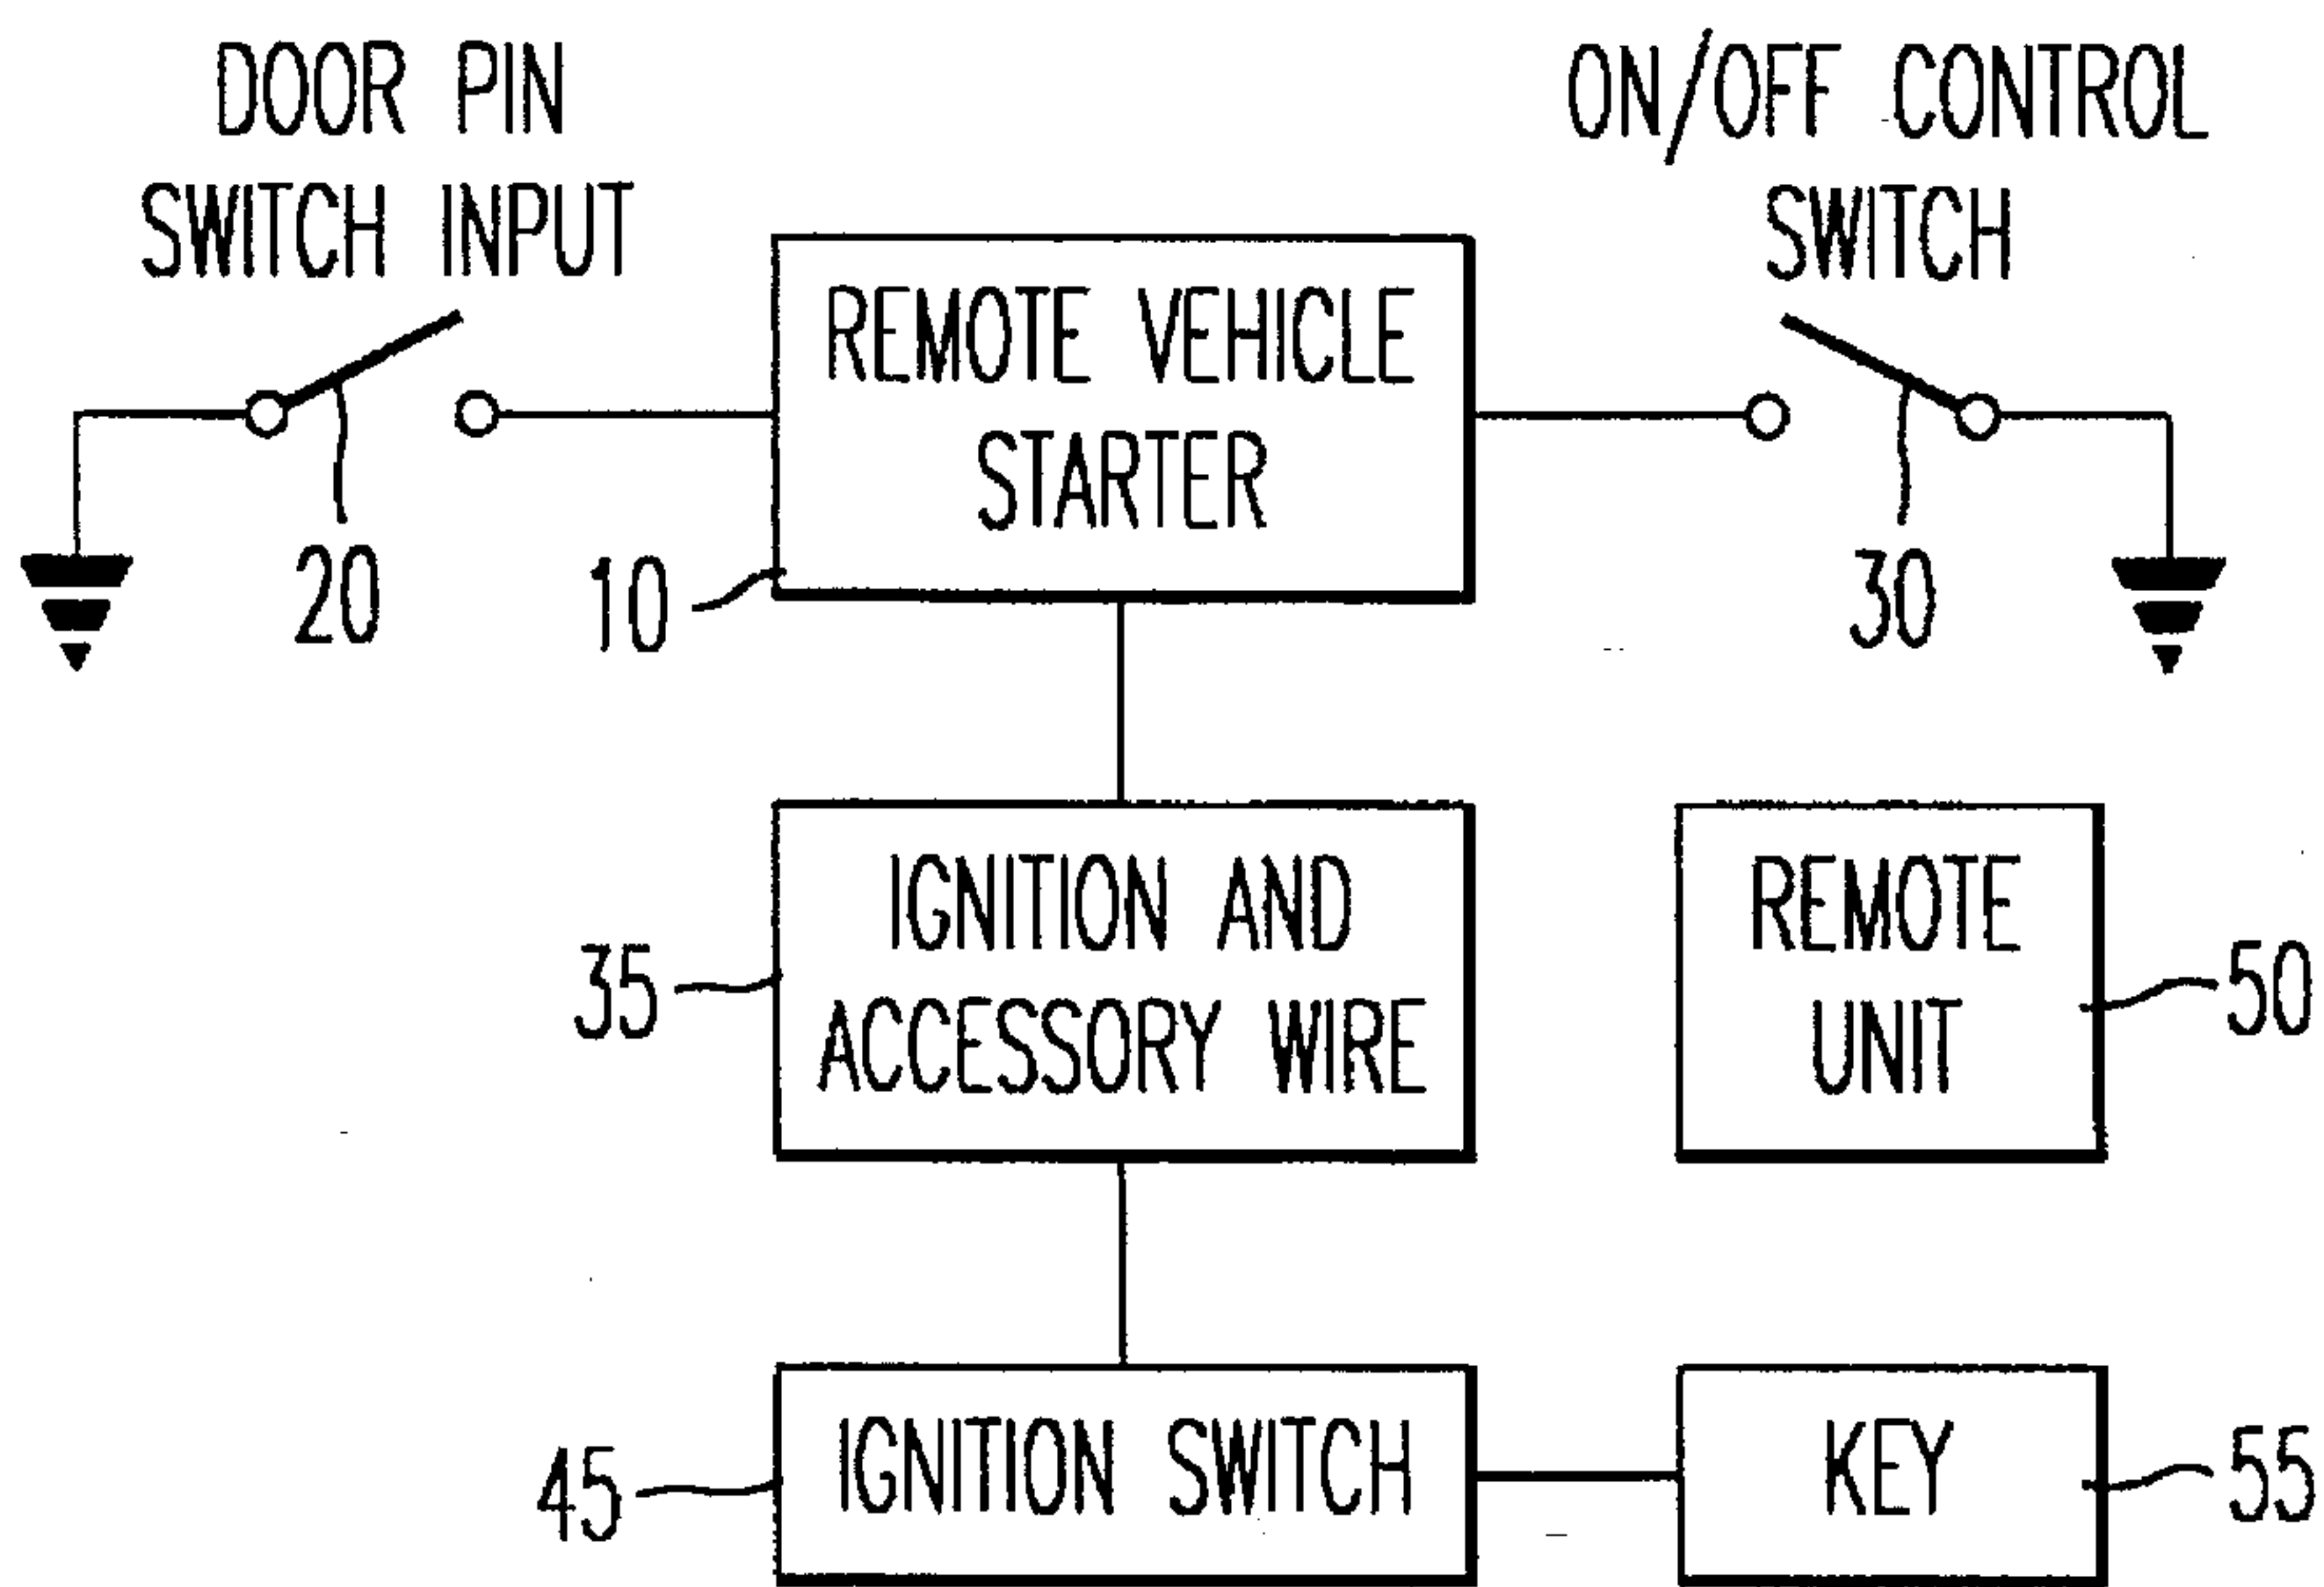 DOOR PIN
SWITCH INPUT
ON/OFF CONTROL
SWITCH
REMOTE VEHICLE
STARTER
20
10
30
IGNITION AND
ACCESSORY WIRE
35
REMOTE
UNIT
50
IGNITION SWITCH
45
KEY
55